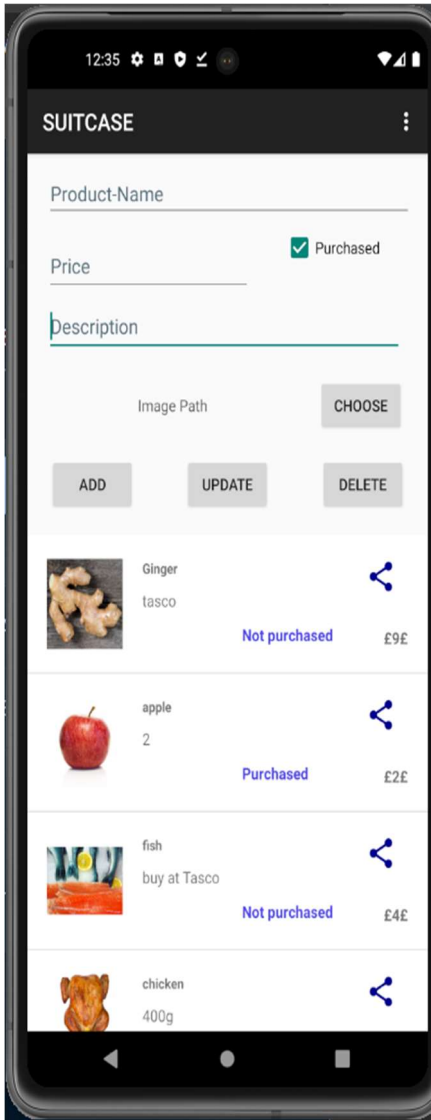 12:35
SUITCASE
Product-Name
Purchased
Price
Description
Image Path
CHOOSE
ADD
UPDATE
DELETE
Ginger
tasco
Not purchased
£9£
apple
2
Purchased
£2£
fish
buy at Tasco
Not purchased
£4£
chicken
400g